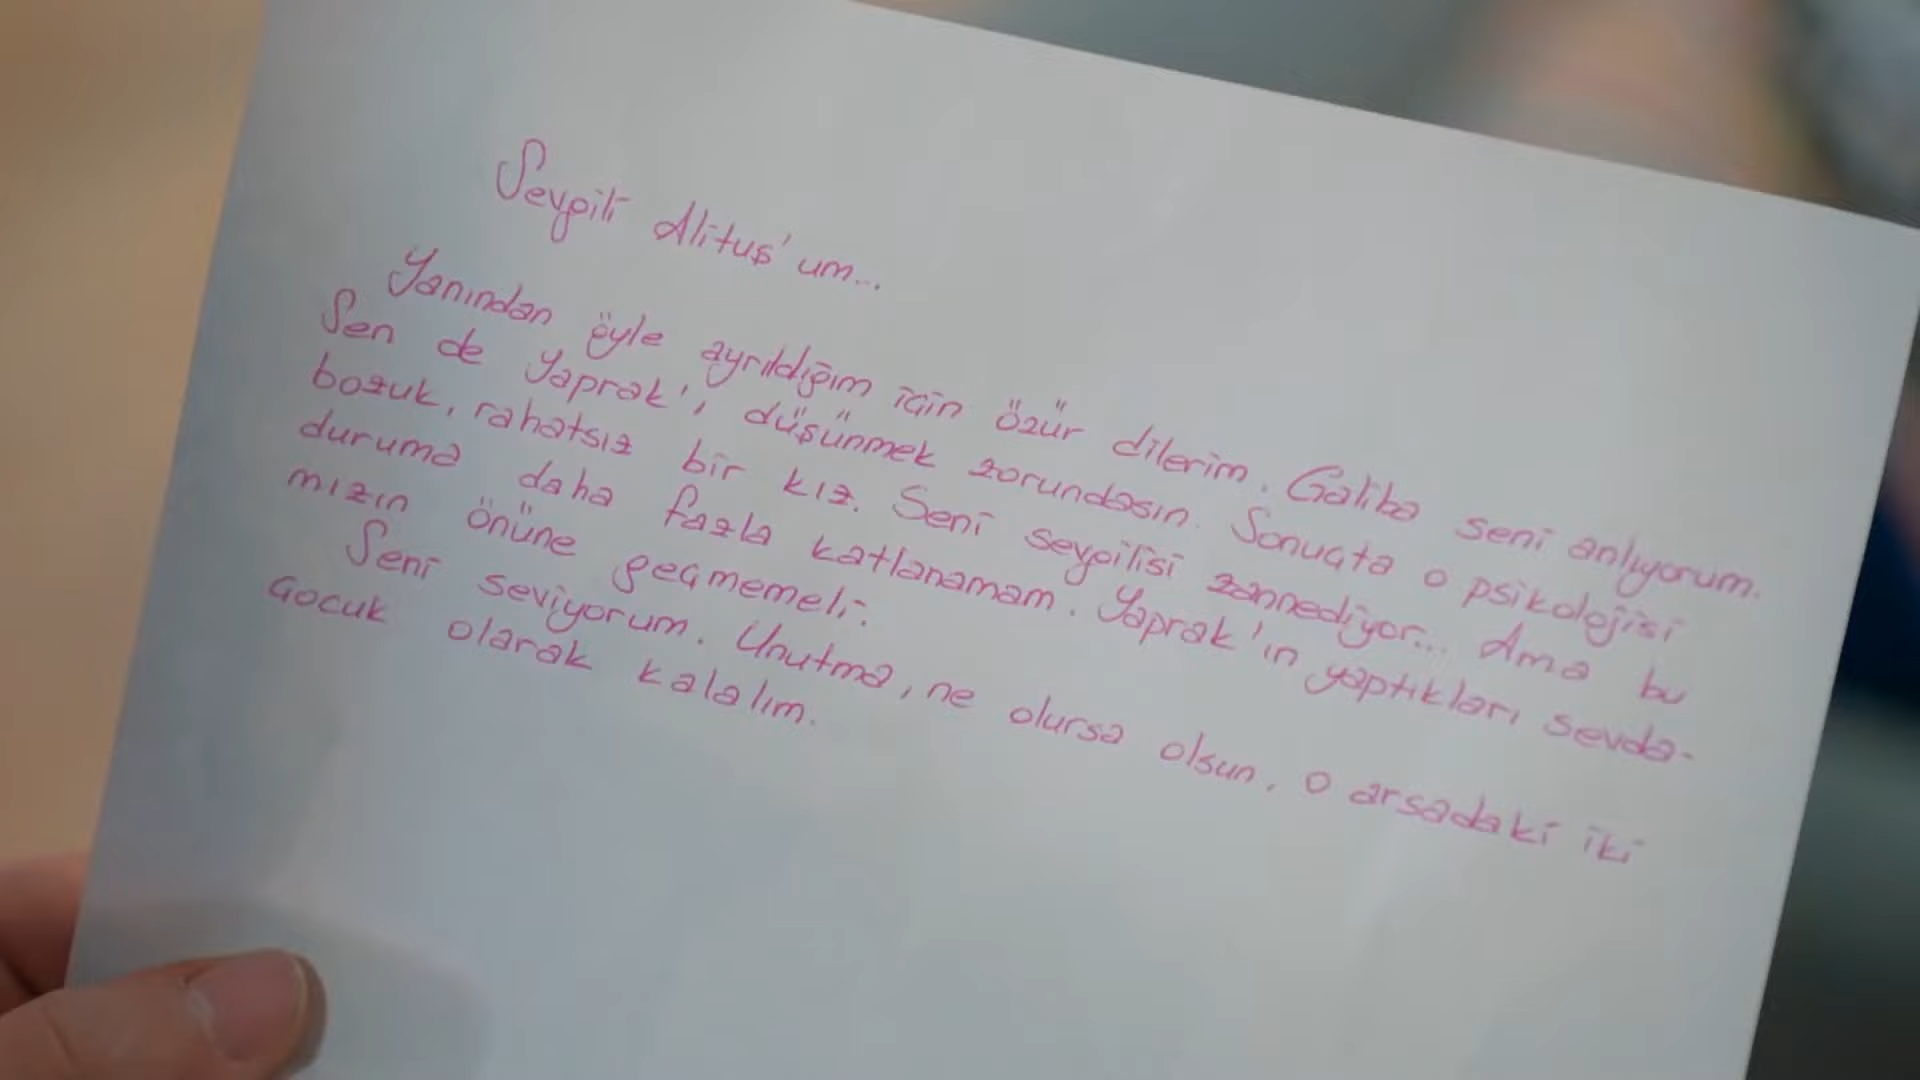 Sevgili Alituş'um...
Yanından öyle ayrıldığım için özür dilerim. Galiba seni anlıyorum.
Sen de Yaprak'ı düşünmek zorundasın. Sonuçta o psikolojisi
bozuk, rahatsız bir kız. Seni sevgilisi zannediyor... Ama bu
duruma daha fazla katlanamam. Yaprak'ın yaptıkları sevda-
mızın önüne geçmemeli.
Seni seviyorum. Unutma, ne olursa olsun, o arsadaki iki
çocuk olarak kalalım.